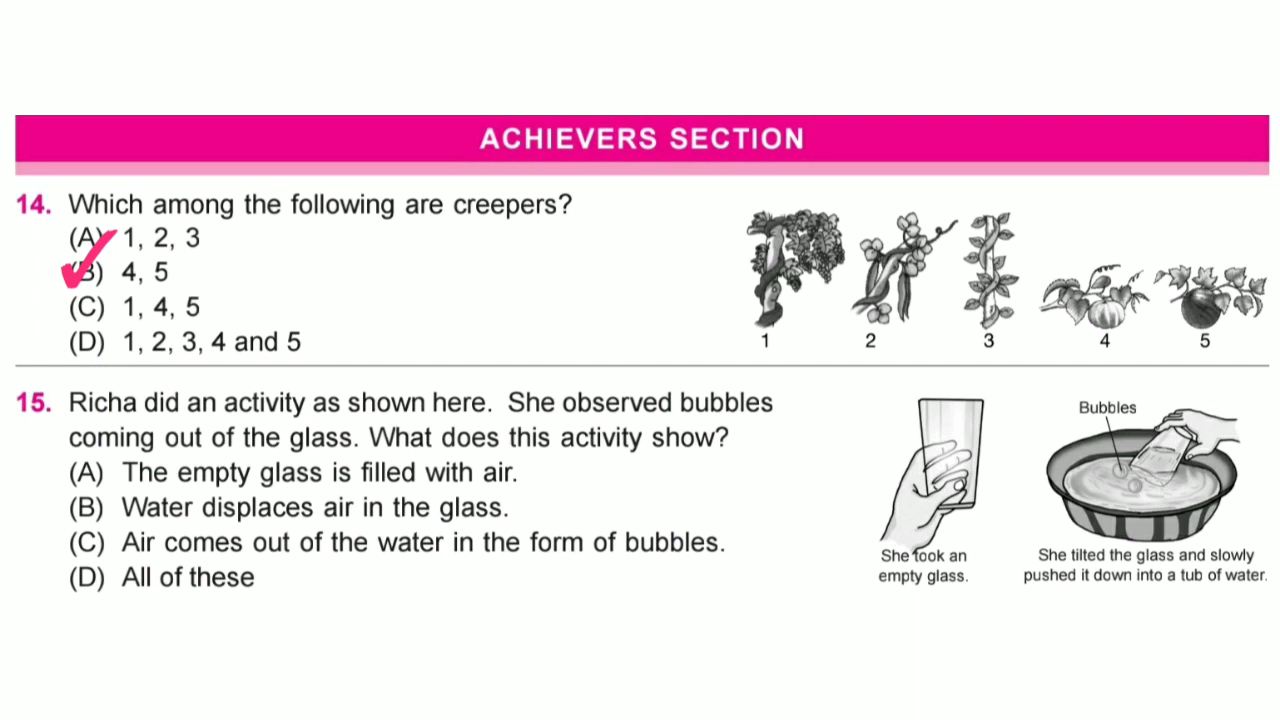 ACHIEVERS SECTION
14. Which among the following are creepers?
(A) 1, 2, 3
(B) 4, 5
(C) 1, 4, 5
(D) 1, 2, 3, 4 and 5
1 2 3 4 5
15. Richa did an activity as shown here. She observed bubbles
coming out of the glass. What does this activity show?
(A) The empty glass is filled with air.
(B) Water displaces air in the glass.
(C) Air comes out of the water in the form of bubbles.
(D) All of these
Bubbles
She took an
empty glass.
She tilted the glass and slowly
pushed it down into a tub of water.